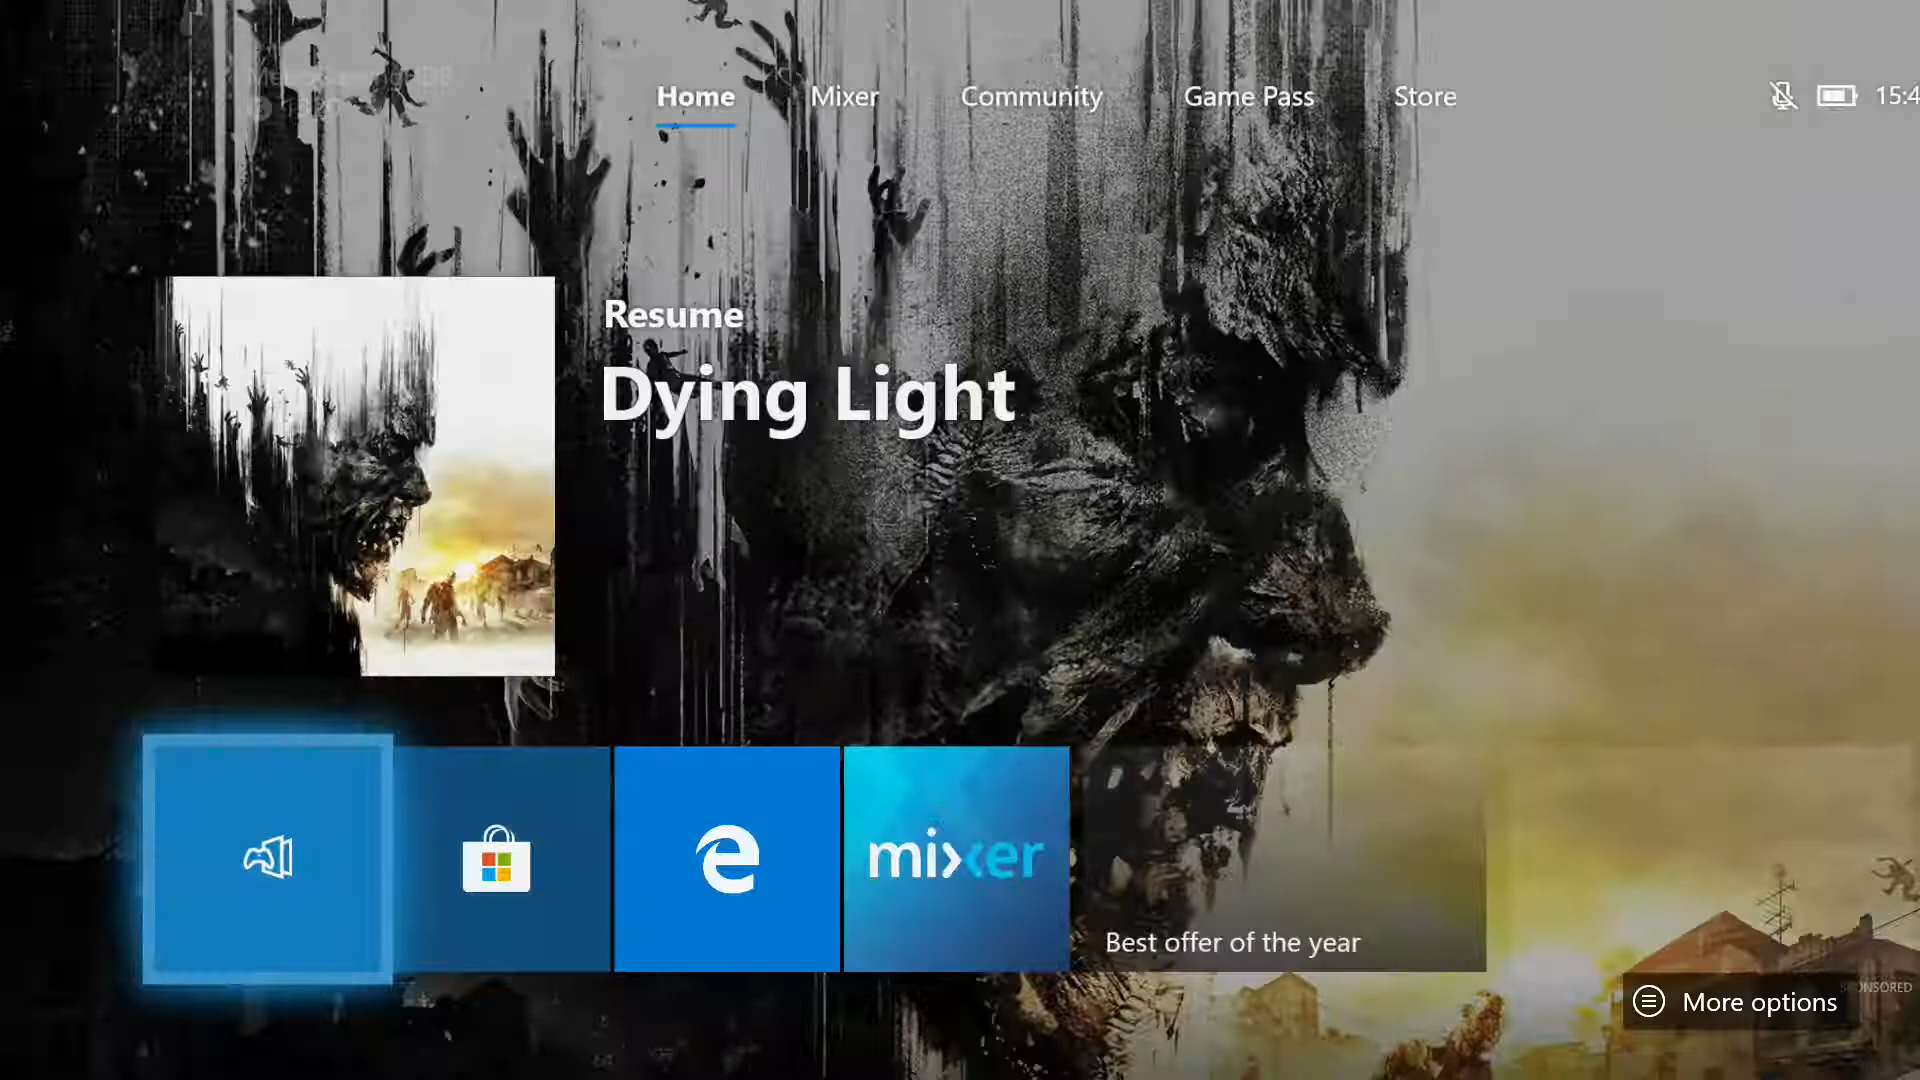 Home
Mixer
Community
Game Pass
Store
15:4
Resume
Dying Light
mixer
Best offer of the year
SPONSORED
More options